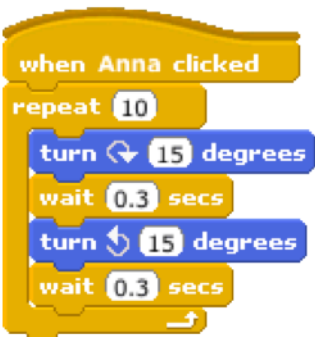 when Anna clicked
repeat 10
turn 15 degrees
wait 0.3 secs
turn 15 degrees
wait 0.3 secs